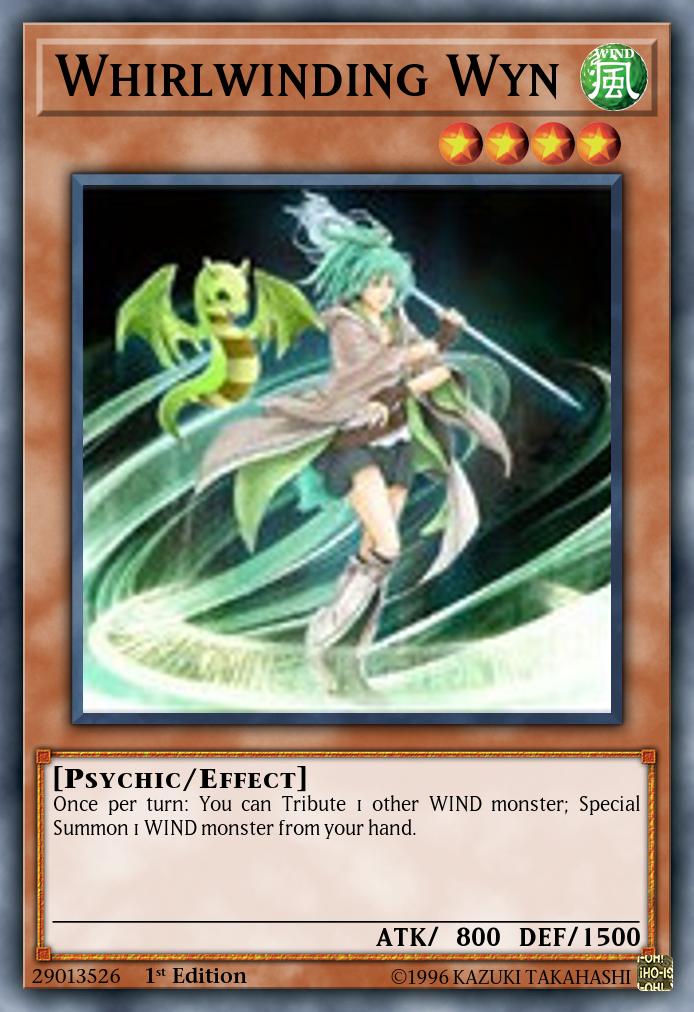 Whirlwinding Wyn
WIND
風
[Psychic/Effect]
Once per turn: You can Tribute 1 other WIND monster; Special
Summon 1 WIND monster from your hand.
ATK/ 800 DEF/1500
29013526 1st Edition ©1996 KAZUKI TAKAHASHI